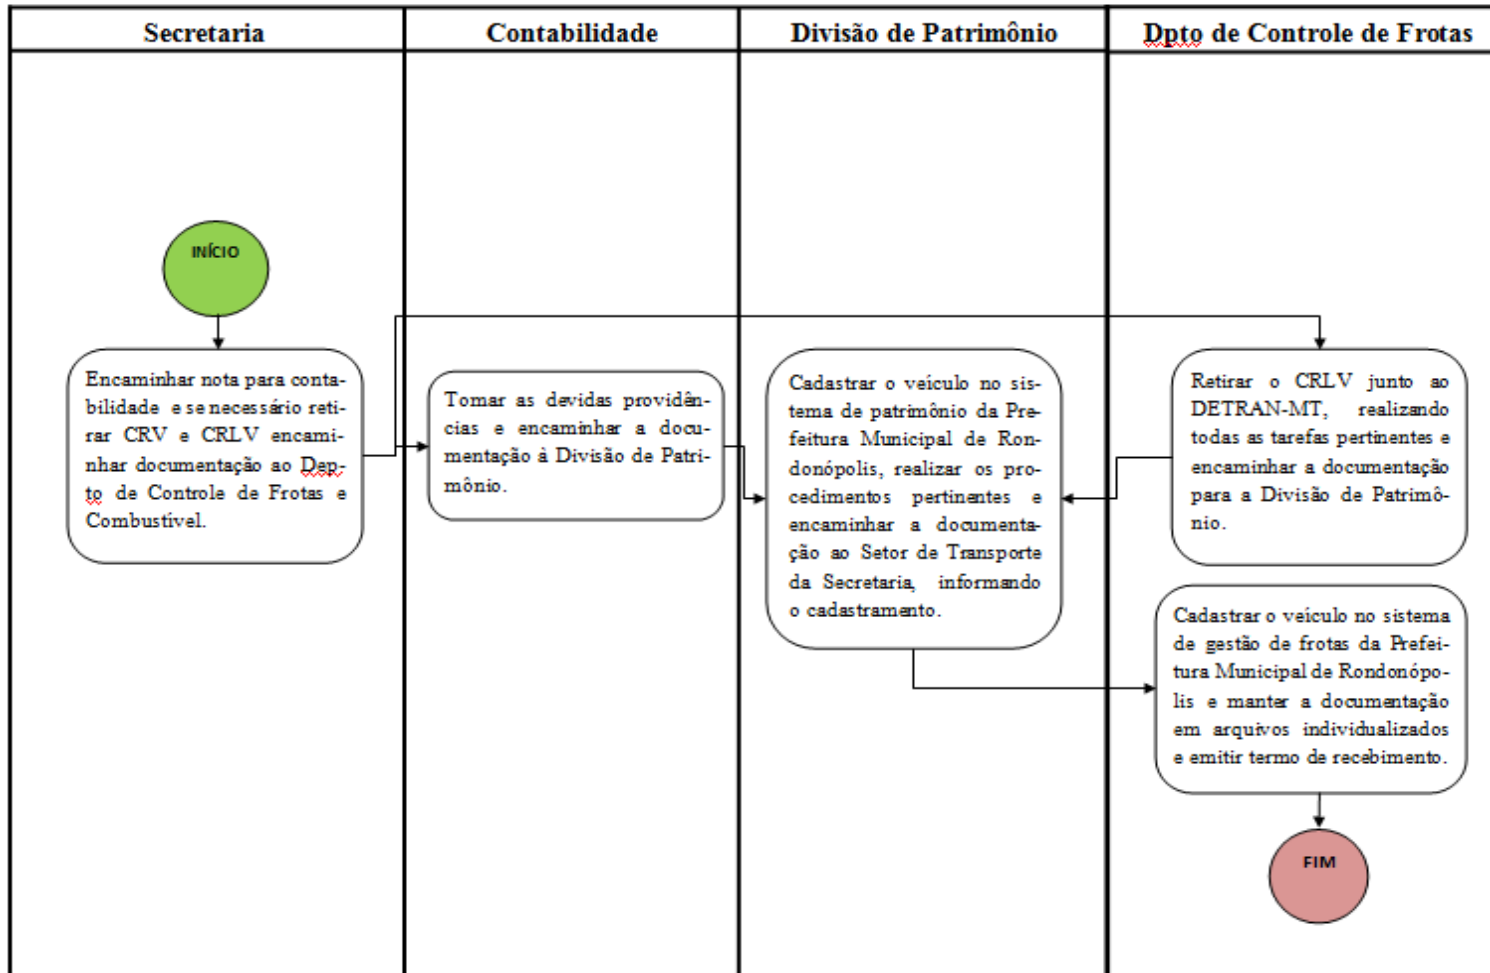 Secretaria
Contabilidade
Divisão de Patrimônio
Dpto de Controle de Frotas
INÍCIO
Encaminhar nota para conta-
bilidade e se necessário reti-
rar CRV e CRLV encami-
nhar documentação ao Dep-
to de Controle de Frotas e
Combustível.
Tomar as devidas providên-
cias e encaminhar a docu-
mentação à Divisão de Patri-
mônio.
Cadastrar o veículo no sis-
tema de patrimônio da Pre-
feitura Municipal de Ron-
donópolis, realizar os pro-
cedimentos pertinentes e
encaminhar a documenta-
ção ao Setor de Transporte
da Secretaria, informando
o cadastramento.
Retirar o CRLV junto ao
DETRAN-MT, realizando
todas as tarefas pertinentes e
encaminhar a documentação
para a Divisão de Patrimô-
nio.
Cadastrar o veículo no sistema
de gestão de frotas da Prefei-
tura Municipal de Rondonópo-
lis e manter a documentação
em arquivos individualizados
e emitir termo de recebimento.
FIM